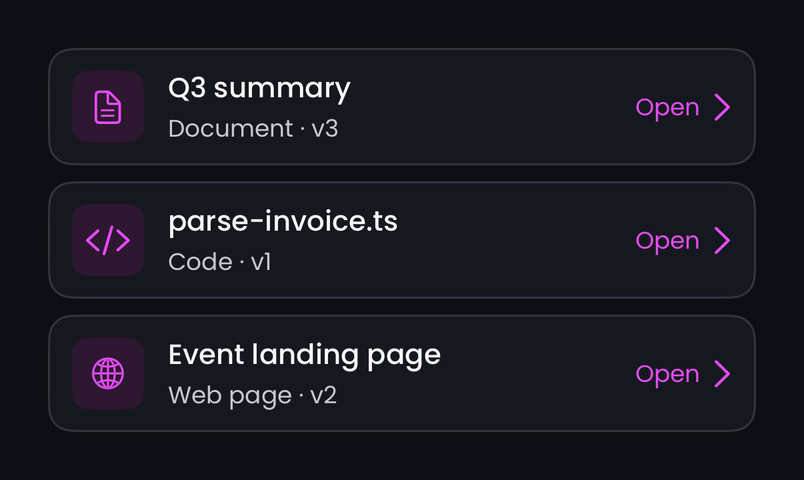 Q3 summary
Document · v3
Open
parse-invoice.ts
Code · v1
Open
Event landing page
Web page · v2
Open